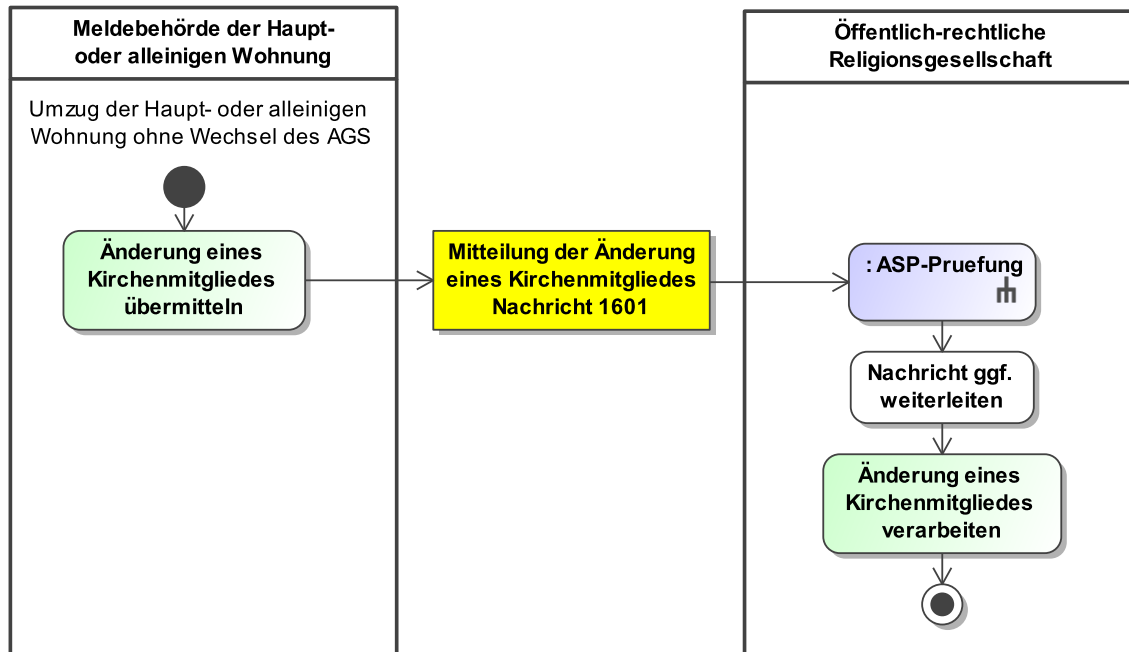 Meldebehörde der Haupt-
oder alleinigen Wohnung
Umzug der Haupt- oder alleinigen
Wohnung ohne Wechsel des AGS
Änderung eines
Kirchenmitgliedes
übermitteln
Mitteilung der Änderung
eines Kirchenmitgliedes
Nachricht 1601
Öffentlich-rechtliche
Religionsgesellschaft
: ASP-Pruefung
Nachricht ggf.
weiterleiten
Änderung eines
Kirchenmitgliedes
verarbeiten